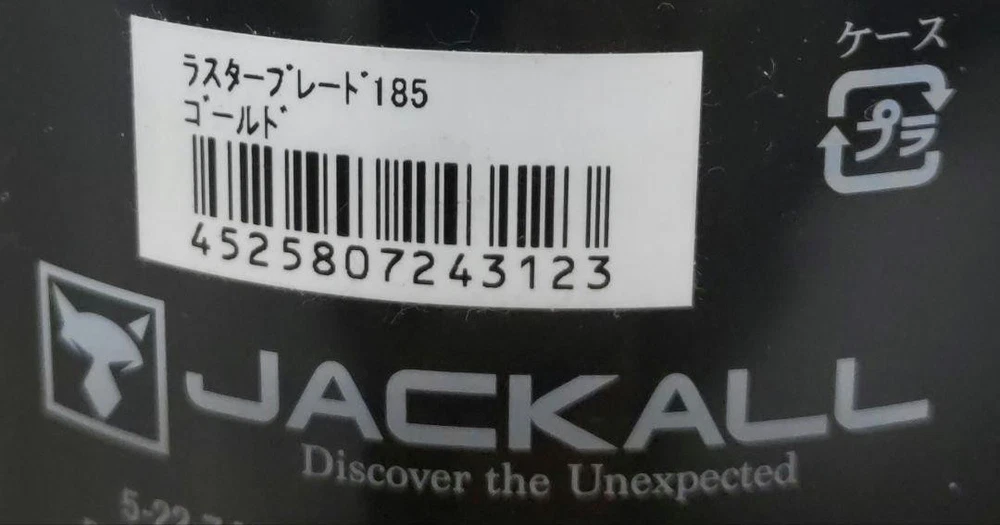 ラスターブレード185
ゴールド
4525807243123
ケース
プラ
JACKALL
Discover the Unexpected